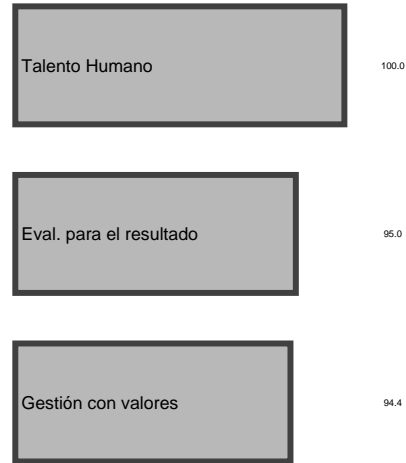 Talento Humano 100.0
Eval. para el resultado 95.0
Gestión con valores 94.4